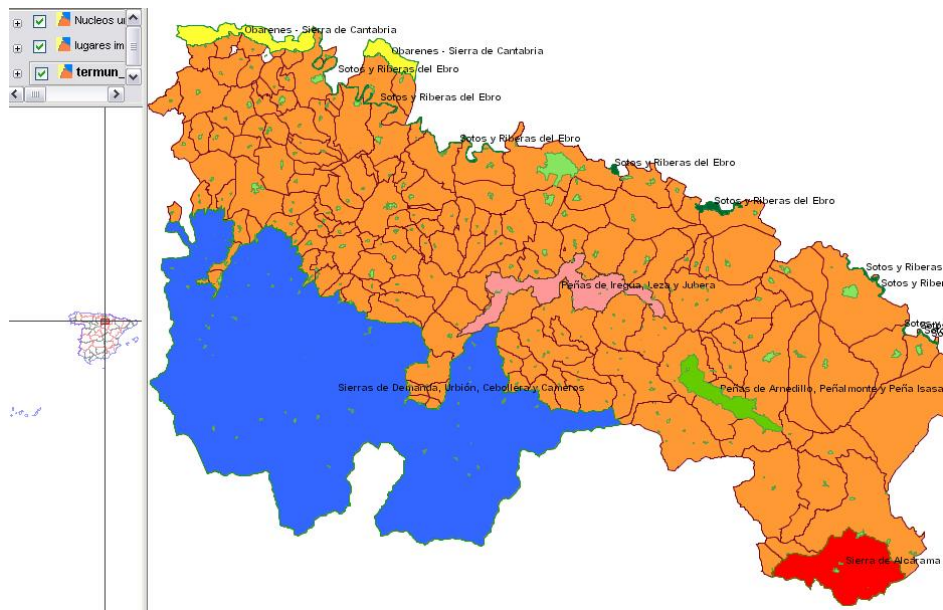 Nucleos ur
lugares im
termun_
Obarenes - Sierra de Cantabria
Obarenes - Sierra de Cantabria
Sotos y Riberas del Ebro
Sotos y Riberas del Ebro
Sotos y Riberas del Ebro
Sotos y Riberas del Ebro
Sotos y Riberas del Ebro
Sotos y Riberas
Sotos y Riber
Peñas de Iregua, Leza y Jubera
Sierras de Demanda, Urbión, Cebollera y Cameros
Peñas de Arnedillo, Peñalmonte y Peña Isasa
Sierra de Alcarama